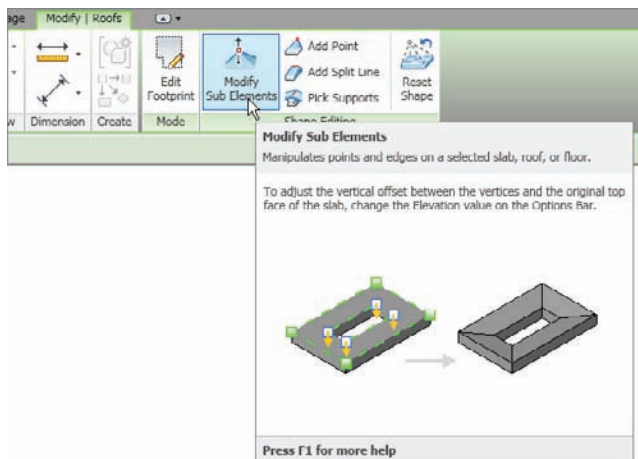 age Modify | Roofs
Edit Footprint
Modify Sub Elements
Add Point
Add Split Line
Pick Supports
Reset Shape
w Dimension Create Mode Shape Editing
Modify Sub Elements
Manipulates points and edges on a selected slab, roof, or floor.
To adjust the vertical offset between the vertices and the original top
face of the slab, change the Elevation value on the Options Bar.
Press F1 for more help